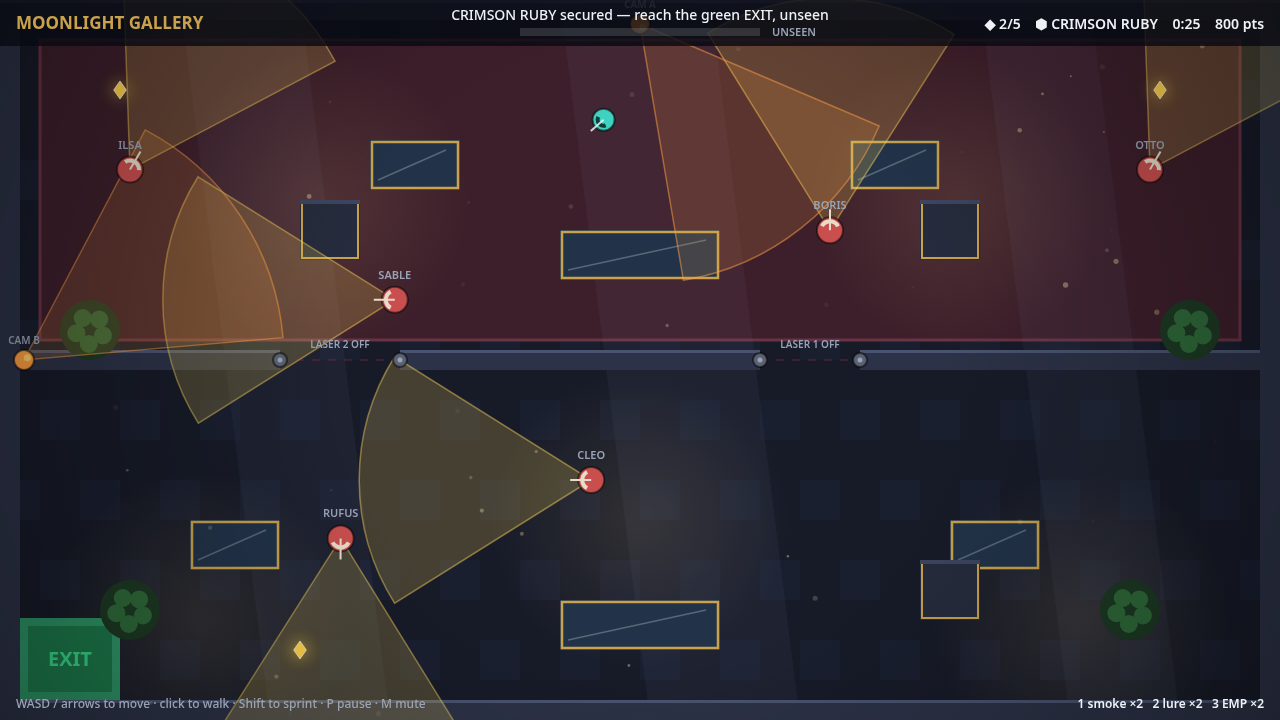 MOONLIGHT GALLERY
CRIMSON RUBY secured — reach the green EXIT, unseen
UNSEEN
◆ 2/5 ⬢ CRIMSON RUBY 0:25 800 pts
CAM A
ILSA
OTTO
BORIS
SABLE
CAM B
LASER 2 OFF
LASER 1 OFF
CLEO
RUFUS
EXIT
WASD / arrows to move · click to walk · Shift to sprint · P pause · M mute
1 smoke ×2 2 lure ×2 3 EMP ×2